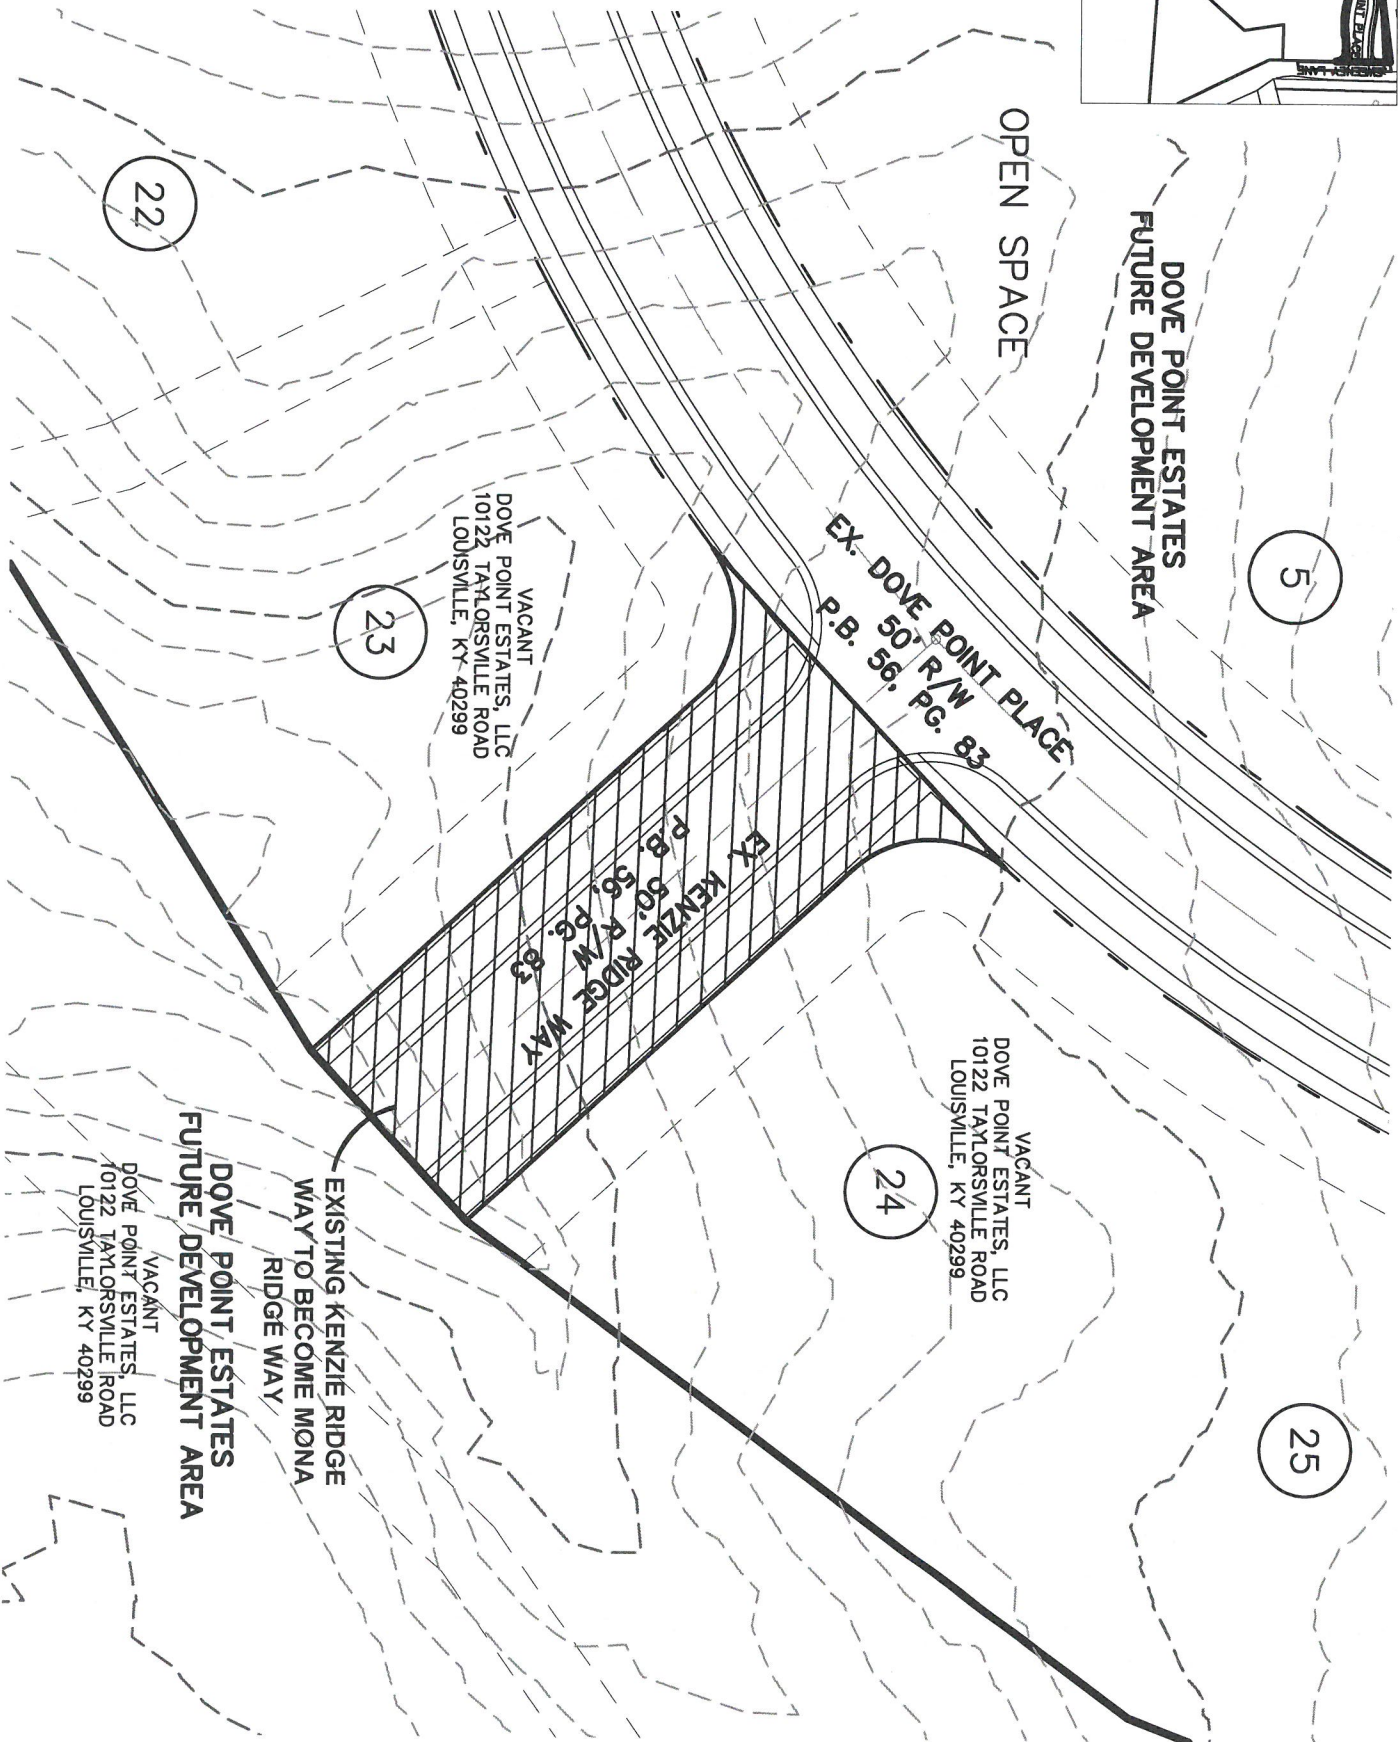 INT PLACE
SWEENEY LANE
DOVE POINT ESTATES
FUTURE DEVELOPMENT AREA
5
OPEN SPACE
EX. DOVE POINT PLACE
50' R/W
P.B. 56, PG. 83
22
VACANT
DOVE POINT ESTATES, LLC
10122 TAYLORSVILLE ROAD
LOUISVILLE, KY 40299
23
EX. KENZIE RIDGE WAY
50' R/W
P.B. 56, PG. 83
VACANT
DOVE POINT ESTATES, LLC
10122 TAYLORSVILLE ROAD
LOUISVILLE, KY 40299
24
25
EXISTING KENZIE RIDGE
WAY TO BECOME MONA
RIDGE WAY
DOVE POINT ESTATES
FUTURE DEVELOPMENT AREA
VACANT
DOVE POINT ESTATES, LLC
10122 TAYLORSVILLE ROAD
LOUISVILLE, KY 40299